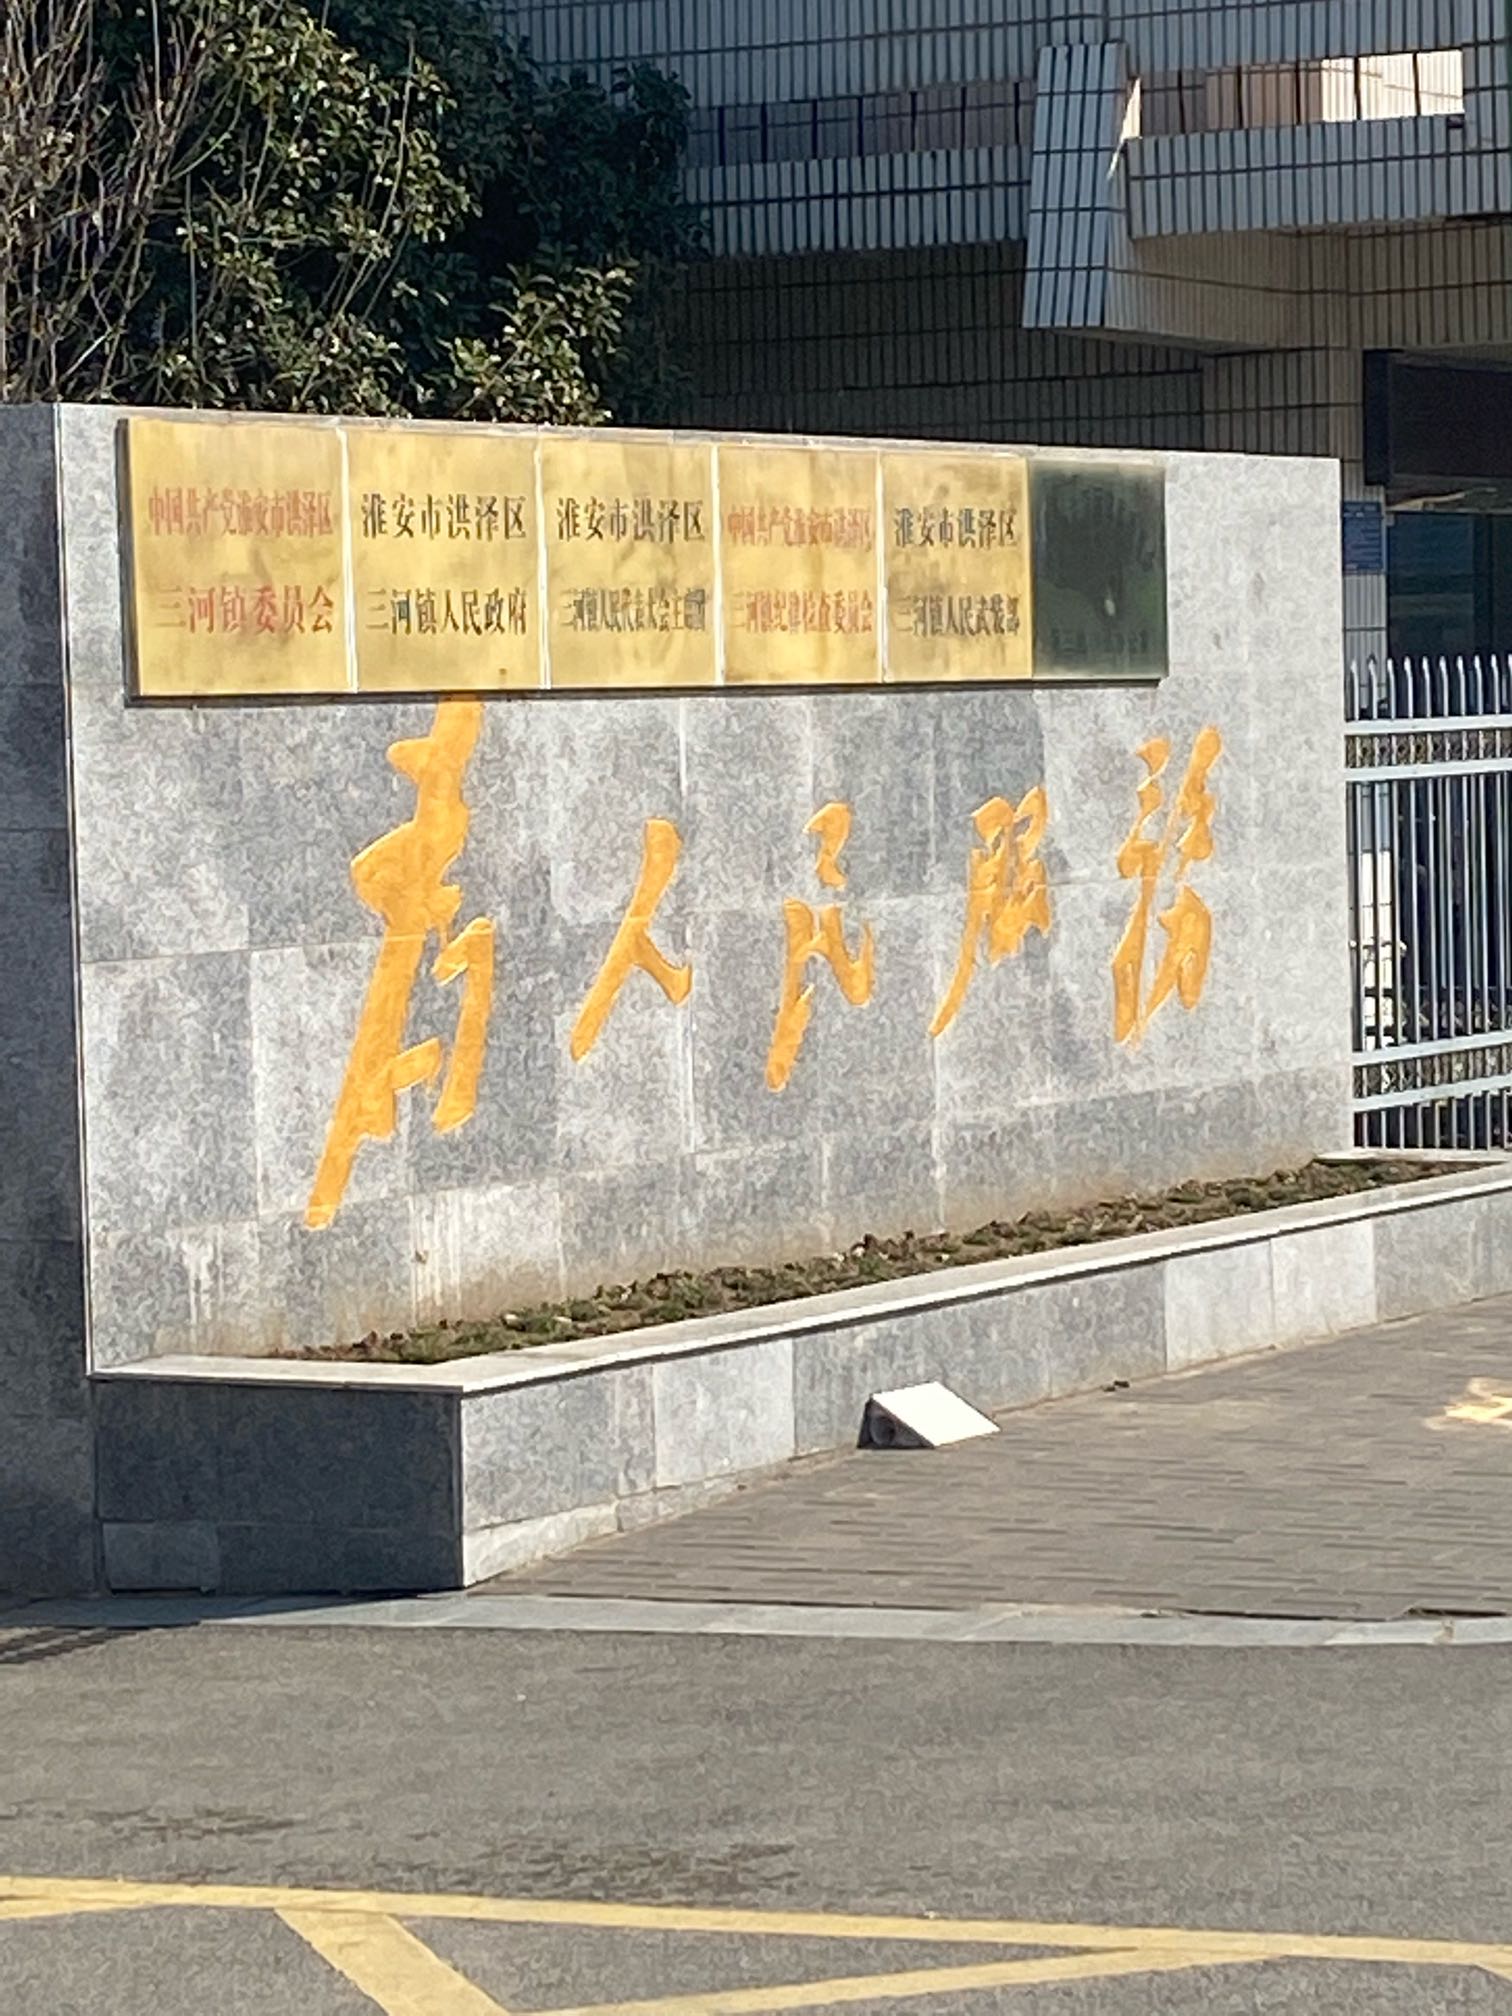 中国共产党淮安市洪泽区
三河镇委员会
淮安市洪泽区
三河镇人民政府
淮安市洪泽区
三河镇人民代表大会主席团
中国共产党淮安市洪泽区
三河镇纪律检查委员会
淮安市洪泽区
三河镇人民武装部
为人民服務